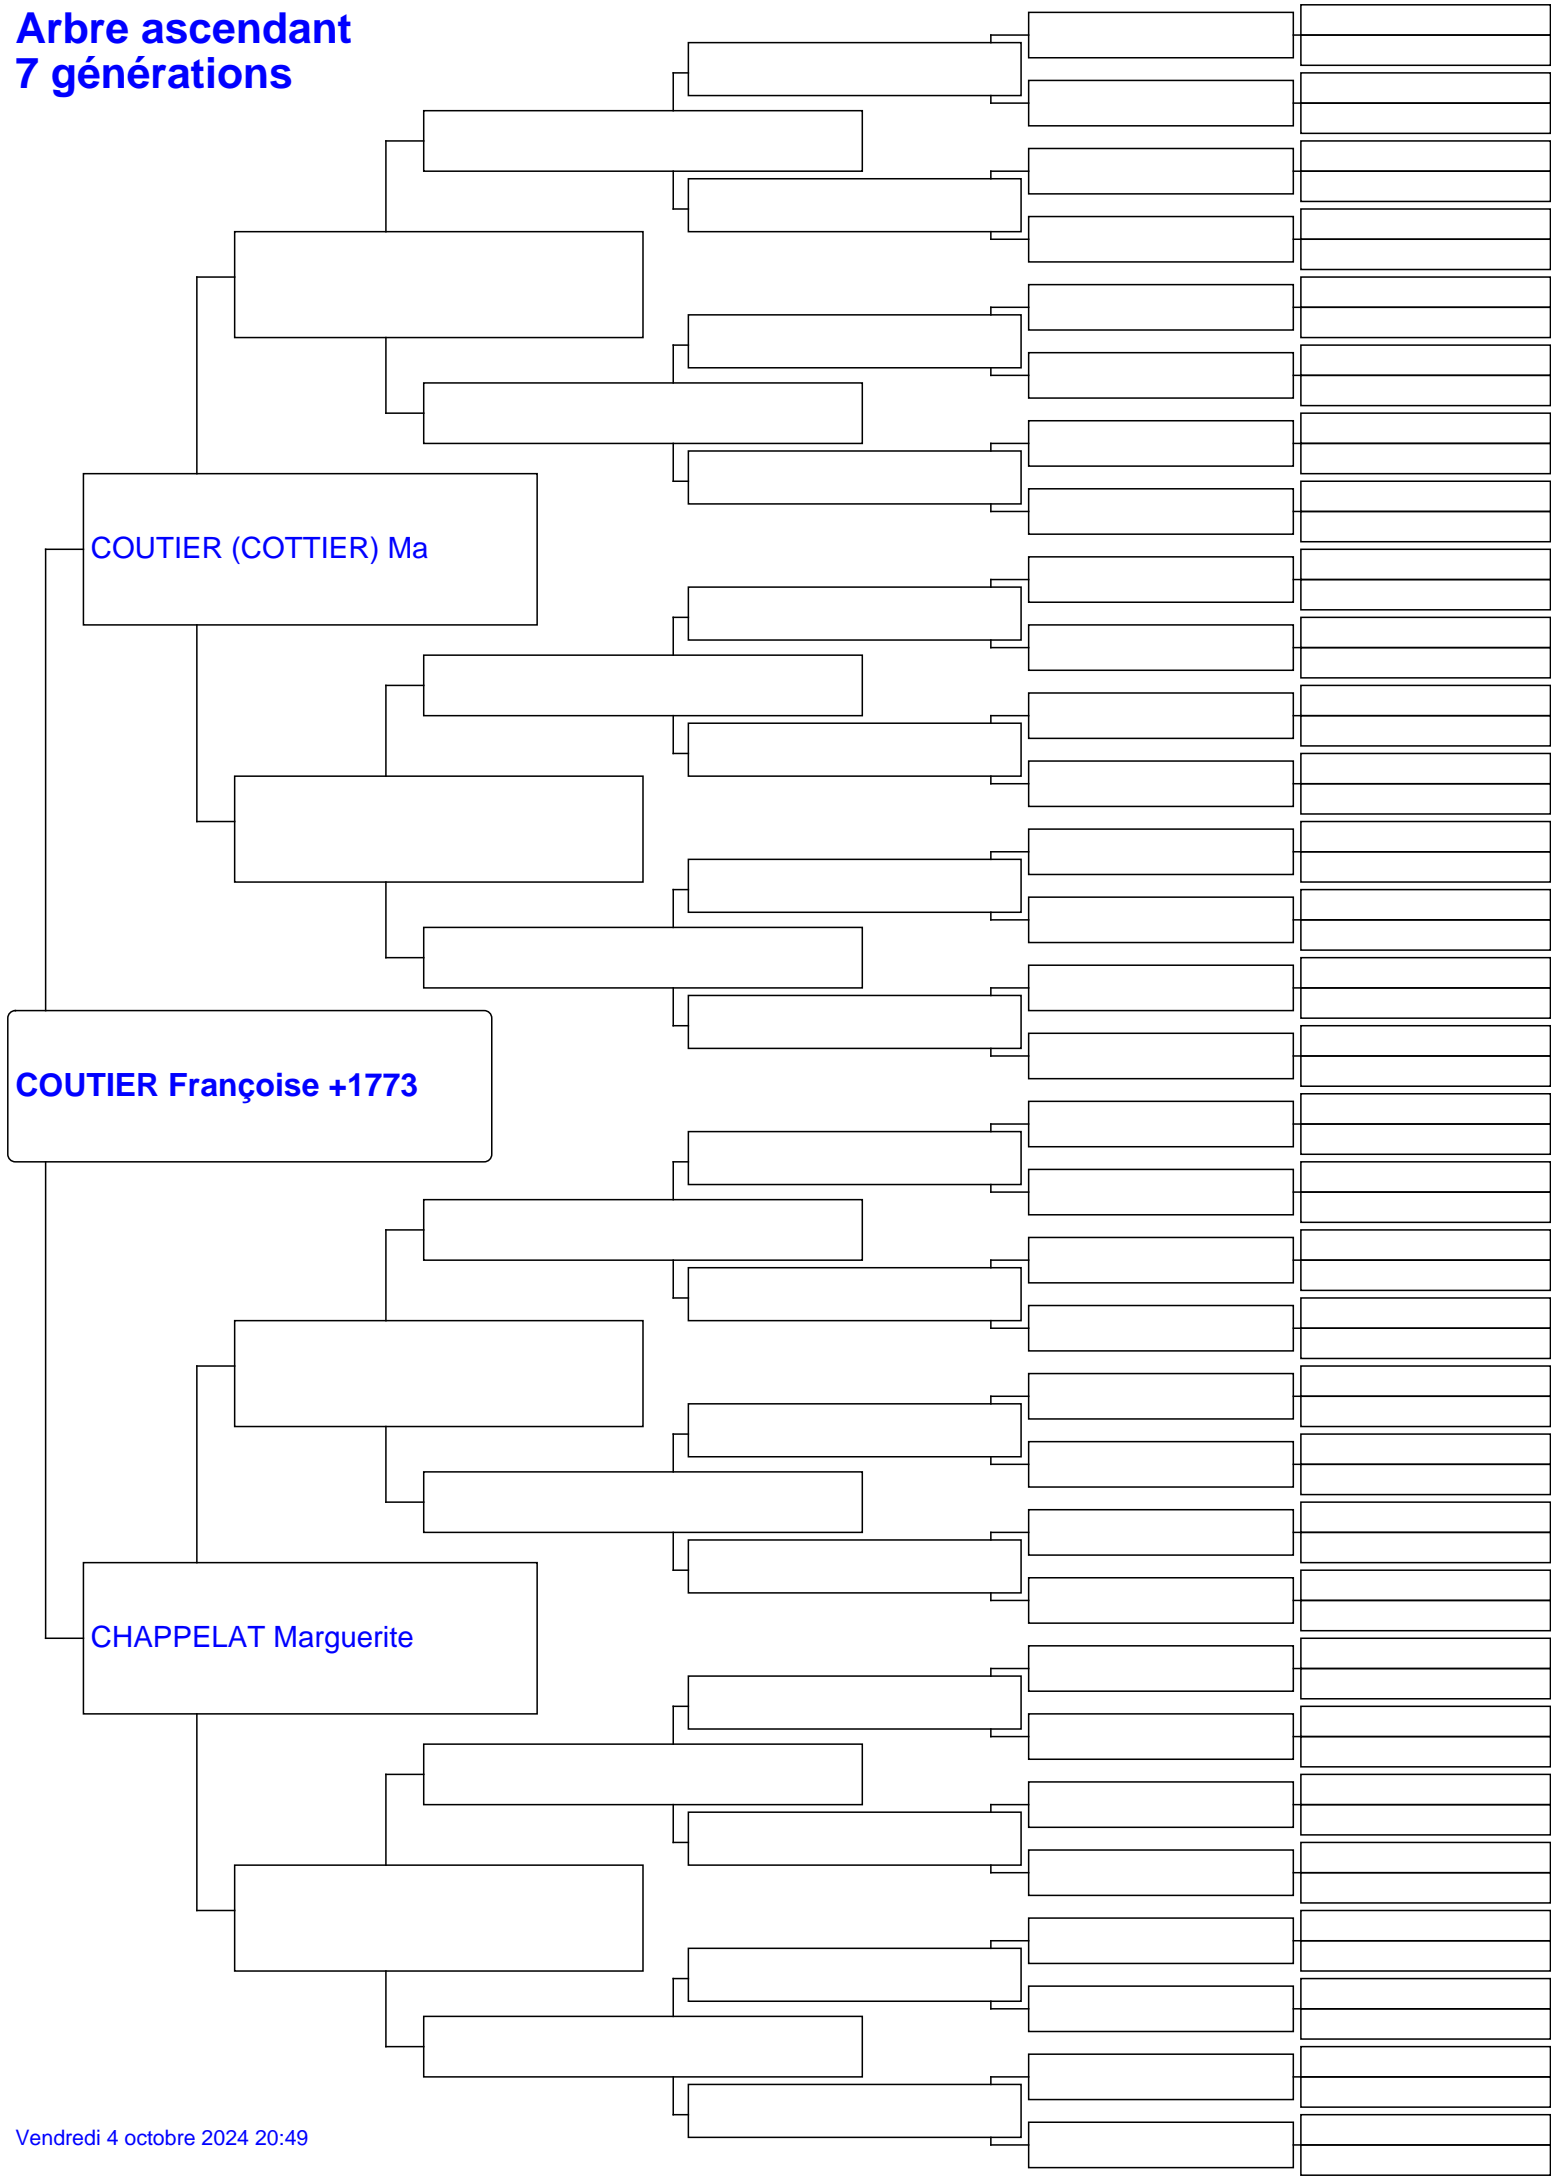 Arbre ascendant
7 générations
COUTIER (COTTIER) Ma
COUTIER Françoise +1773
CHAPPELAT Marguerite
Vendredi 4 octobre 2024 20:49